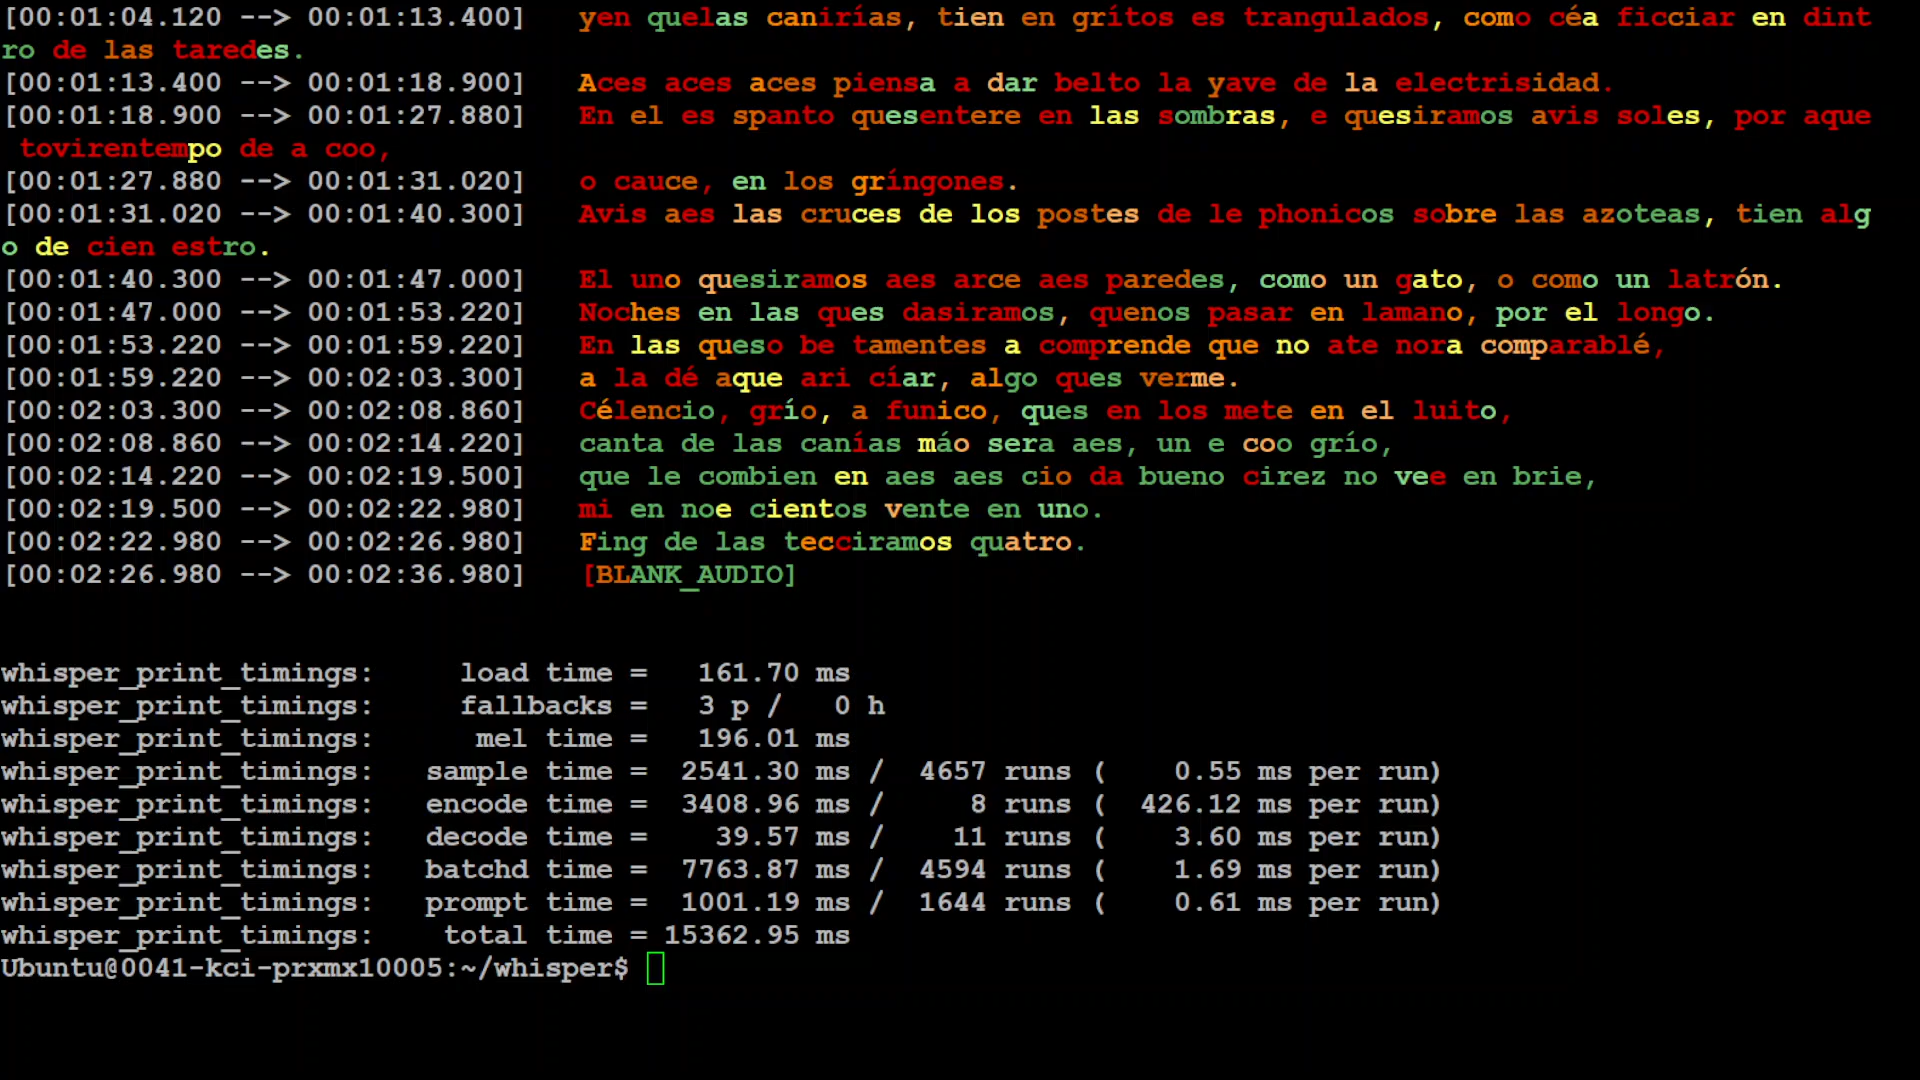 [00:01:04.120 --> 00:01:13.400]   yen quelas canirías, tien en grítos es trangulados, como céa ficciar en dint
ro de las taredes.
[00:01:13.400 --> 00:01:18.900]   Aces aces aces piensa a dar belto la yave de la electrisidad.
[00:01:18.900 --> 00:01:27.880]   En el es spanto quesentere en las sombras, e quesiramos avis soles, por aque
 tovirentempo de a coo,
[00:01:27.880 --> 00:01:31.020]   o cauce, en los gríngones.
[00:01:31.020 --> 00:01:40.300]   Avis aes las cruces de los postes de le phonicos sobre las azoteas, tien alg
o de cien estro.
[00:01:40.300 --> 00:01:47.000]   El uno quesiramos aes arce aes paredes, como un gato, o como un latrón.
[00:01:47.000 --> 00:01:53.220]   Noches en las ques dasiramos, quenos pasar en lamano, por el longo.
[00:01:53.220 --> 00:01:59.220]   En las queso be tamentes a comprende que no ate nora comparablé,
[00:01:59.220 --> 00:02:03.300]   a la dé aque ari cíar, algo ques verme.
[00:02:03.300 --> 00:02:08.860]   Célencio, grío, a funico, ques en los mete en el luito,
[00:02:08.860 --> 00:02:14.220]   canta de las canías máo sera aes, un e coo grío,
[00:02:14.220 --> 00:02:19.500]   que le combien en aes aes cio da bueno cirez no vee en brie,
[00:02:19.500 --> 00:02:22.980]   mi en noe cientos vente en uno.
[00:02:22.980 --> 00:02:26.980]   Fing de las tecciramos quatro.
[00:02:26.980 --> 00:02:36.980]   [BLANK_AUDIO]
whisper_print_timings:     load time =   161.70 ms
whisper_print_timings:     fallbacks =   3 p /   0 h
whisper_print_timings:      mel time =   196.01 ms
whisper_print_timings:   sample time =  2541.30 ms /  4657 runs (    0.55 ms per run)
whisper_print_timings:   encode time =  3408.96 ms /     8 runs (  426.12 ms per run)
whisper_print_timings:   decode time =    39.57 ms /    11 runs (    3.60 ms per run)
whisper_print_timings:   batchd time =  7763.87 ms /  4594 runs (    1.69 ms per run)
whisper_print_timings:   prompt time =  1001.19 ms /  1644 runs (    0.61 ms per run)
whisper_print_timings:    total time = 15362.95 ms
Ubuntu@0041-kci-prxmx10005:~/whisper$